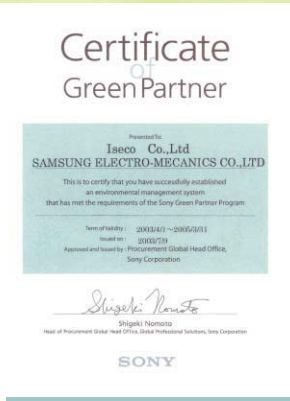 Certificate
of
Green Partner
Presented To:
Iseco Co.,Ltd
SAMSUNG ELECTRO-MECANICS CO.,LTD
This is to certify that you have successfully established
an environmental management system
that has met the requirements of the Sony Green Partner Program
Term of Validity : 2003/4/1 ~2005/3/31
Issued on : 2003/7/9
Approved and Issued by : Procurement Global Head Office,
Sony Corporation
Shigeki Nomoto
Shigeki Nomoto
Head of Procurement Global Head Office, Global Professional Solutions, Sony Corporation
SONY